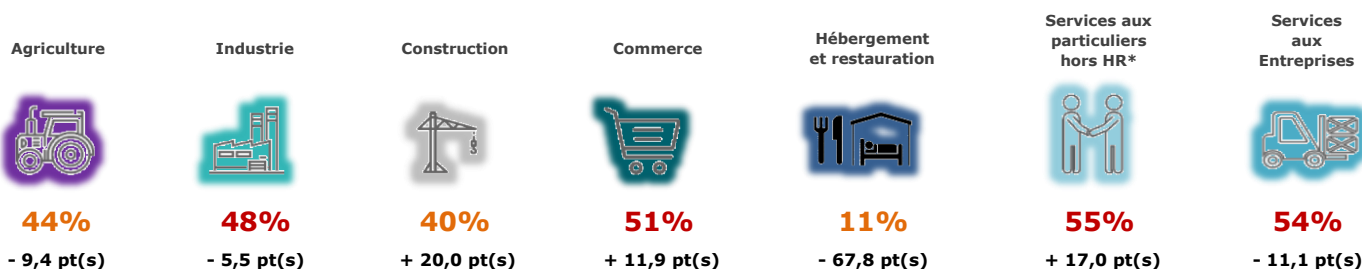 Agriculture
Industrie
Construction
Commerce
Hébergement
et restauration
Services aux
particuliers
hors HR*
Services
aux
Entreprises
44%
48%
40%
51%
11%
55%
54%
- 9,4 pt(s)
- 5,5 pt(s)
+ 20,0 pt(s)
+ 11,9 pt(s)
- 67,8 pt(s)
+ 17,0 pt(s)
- 11,1 pt(s)